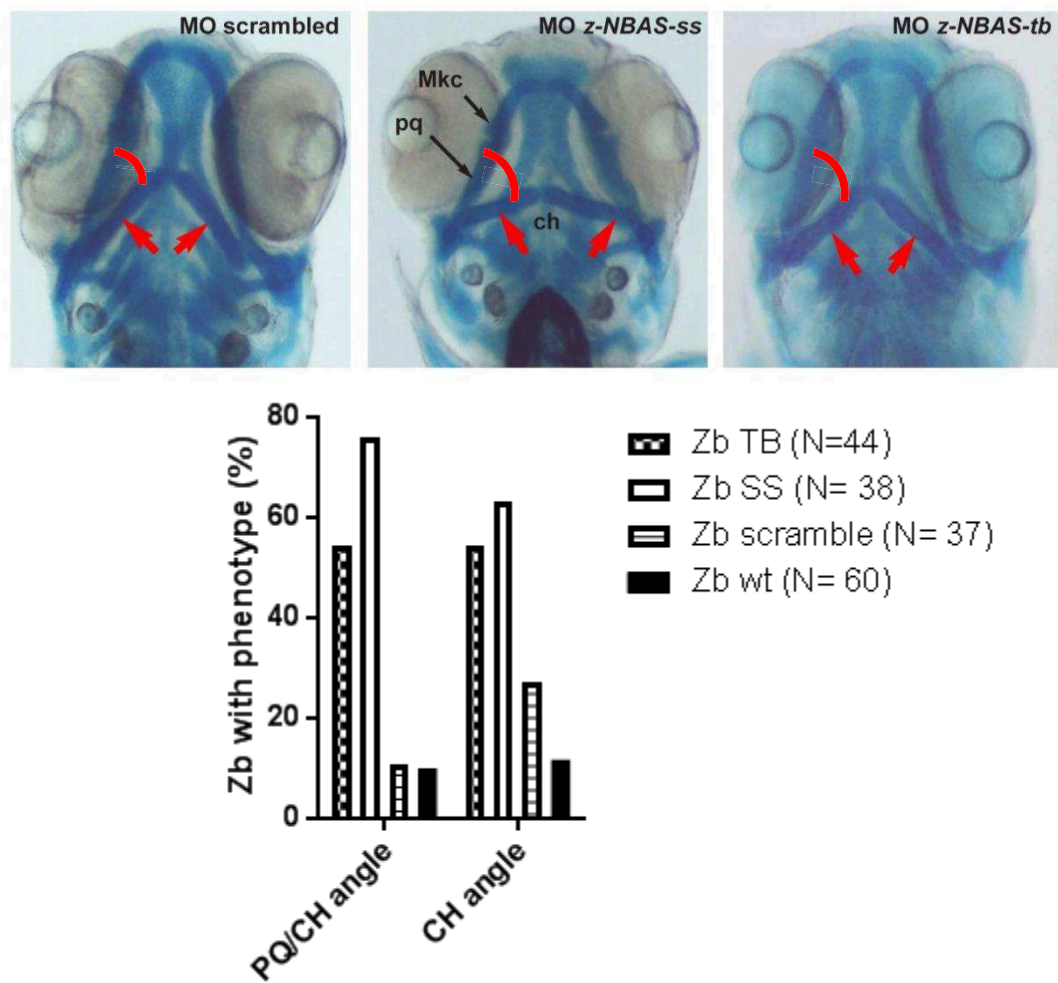 MO scrambled
MO z-NBAS-ss
MO z-NBAS-tb
Mkc
pq
ch
80
60
40
20
0
Zb with phenotype (%)
PQ/CH angle
CH angle
Zb TB (N=44)
Zb SS (N= 38)
Zb scramble (N= 37)
Zb wt (N= 60)